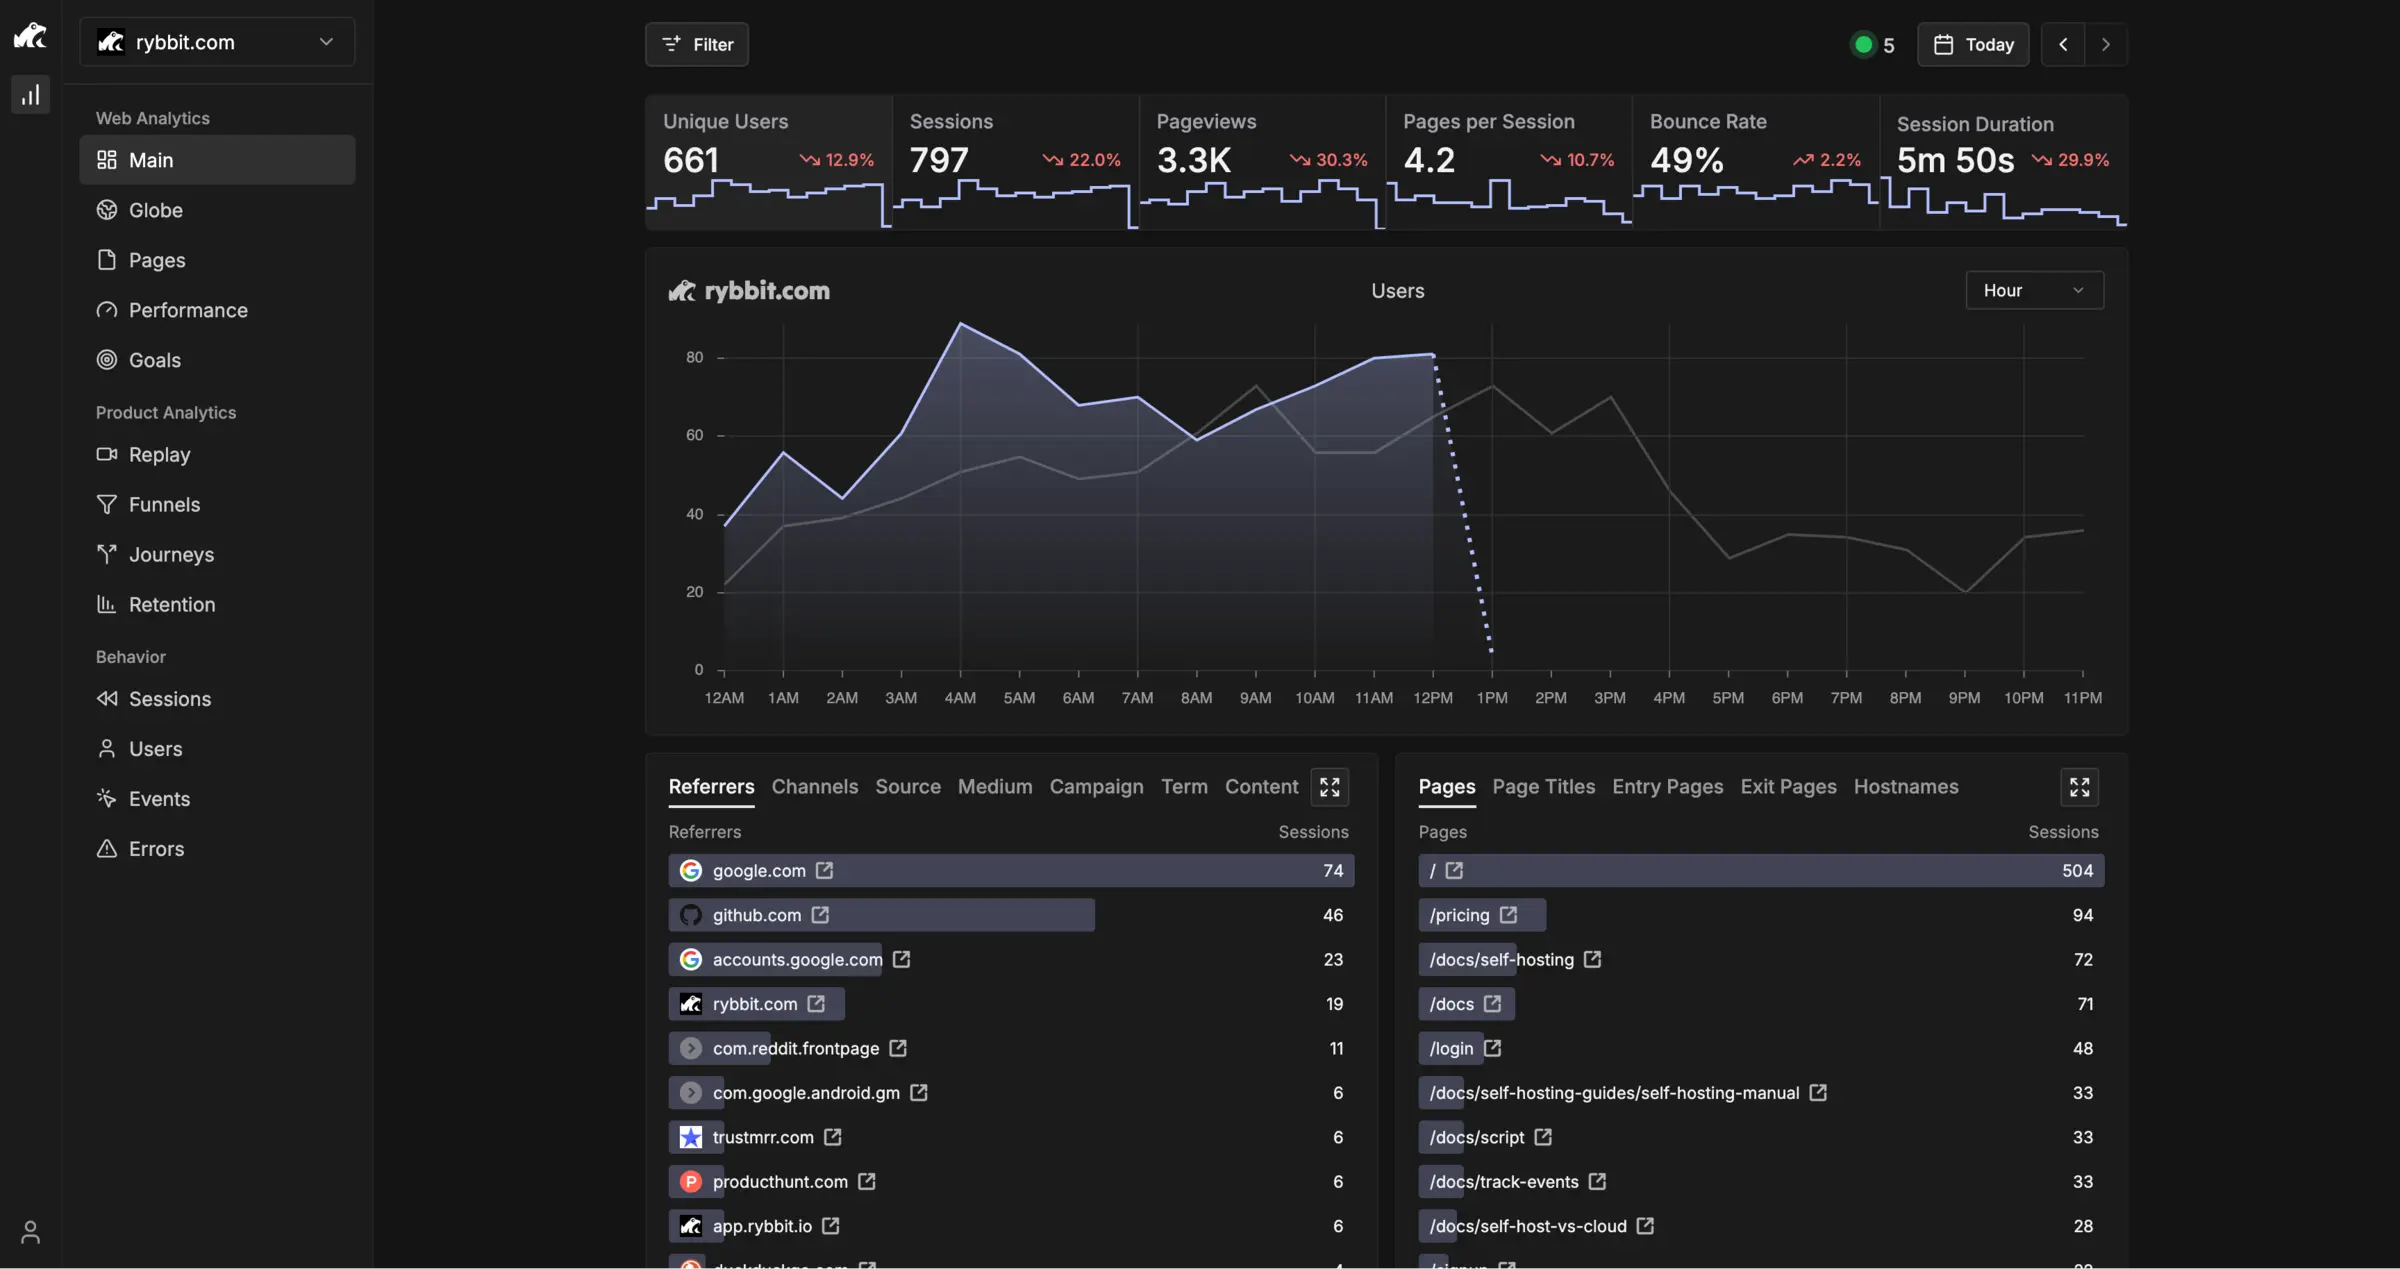 rybbit.com
Web Analytics
Main
Globe
Pages
Performance
Goals
Product Analytics
Replay
Funnels
Journeys
Retention
Behavior
Sessions
Users
Events
Errors
Filter
5
Today
Unique Users
661 12.9%
Sessions
797 22.0%
Pageviews
3.3K 30.3%
Pages per Session
4.2 10.7%
Bounce Rate
49% 2.2%
Session Duration
5m 50s 29.9%
rybbit.com
Users
Hour
80
60
40
20
0
12AM 1AM 2AM 3AM 4AM 5AM 6AM 7AM 8AM 9AM 10AM 11AM 12PM 1PM 2PM 3PM 4PM 5PM 6PM 7PM 8PM 9PM 10PM 11PM
Referrers Channels Source Medium Campaign Term Content
Referrers Sessions
google.com 74
github.com 46
accounts.google.com 23
rybbit.com 19
com.reddit.frontpage 11
com.google.android.gm 6
trustmrr.com 6
producthunt.com 6
app.rybbit.io 6
Pages Page Titles Entry Pages Exit Pages Hostnames
Pages Sessions
/ 504
/pricing 94
/docs/self-hosting 72
/docs 71
/login 48
/docs/self-hosting-guides/self-hosting-manual 33
/docs/script 33
/docs/track-events 33
/docs/self-host-vs-cloud 28